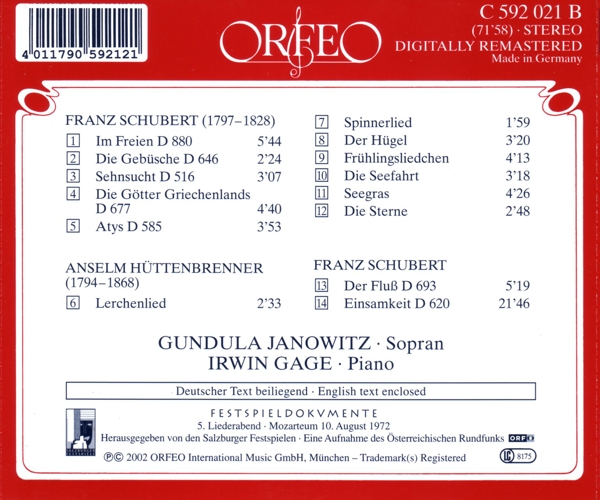 4 011790 592121
ORFEO
C 592 021 B
(71'58) · STEREO
DIGITALLY REMASTERED
Made in Germany
FRANZ SCHUBERT (1797–1828)
1 Im Freien D 880 5'44
2 Die Gebüsche D 646 2'24
3 Sehnsucht D 516 3'07
4 Die Götter Griechenlands
D 677 4'40
5 Atys D 585 3'53
ANSELM HÜTTENBRENNER
(1794–1868)
6 Lerchenlied 2'33
7 Spinnerlied 1'59
8 Der Hügel 3'20
9 Frühlingsliedchen 4'13
10 Die Seefahrt 3'18
11 Seegras 4'26
12 Die Sterne 2'48
FRANZ SCHUBERT
13 Der Fluß D 693 5'19
14 Einsamkeit D 620 21'46
GUNDULA JANOWITZ · Sopran
IRWIN GAGE · Piano
Deutscher Text beiliegend · English text enclosed
FESTSPIELDOKVMENTE
5. Liederabend · Mozarteum 10. August 1972
Herausgegeben von den Salzburger Festspielen · Eine Aufnahme des Österreichischen Rundfunks ORF
Ⓟ© 2002 ORFEO International Music GmbH, München – Trademark(s) Registered
LC 8175